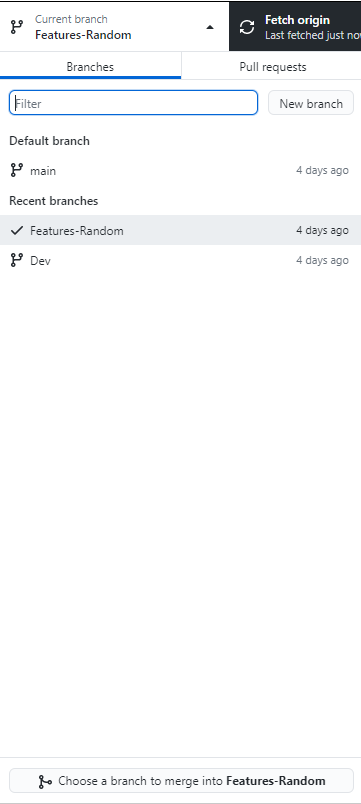 Current branch
Features-Random
Fetch origin
Last fetched just no
Branches
Pull requests
Filter
New branch
Default branch
main
4 days ago
Recent branches
Features-Random
4 days ago
Dev
4 days ago
Choose a branch to merge into Features-Random